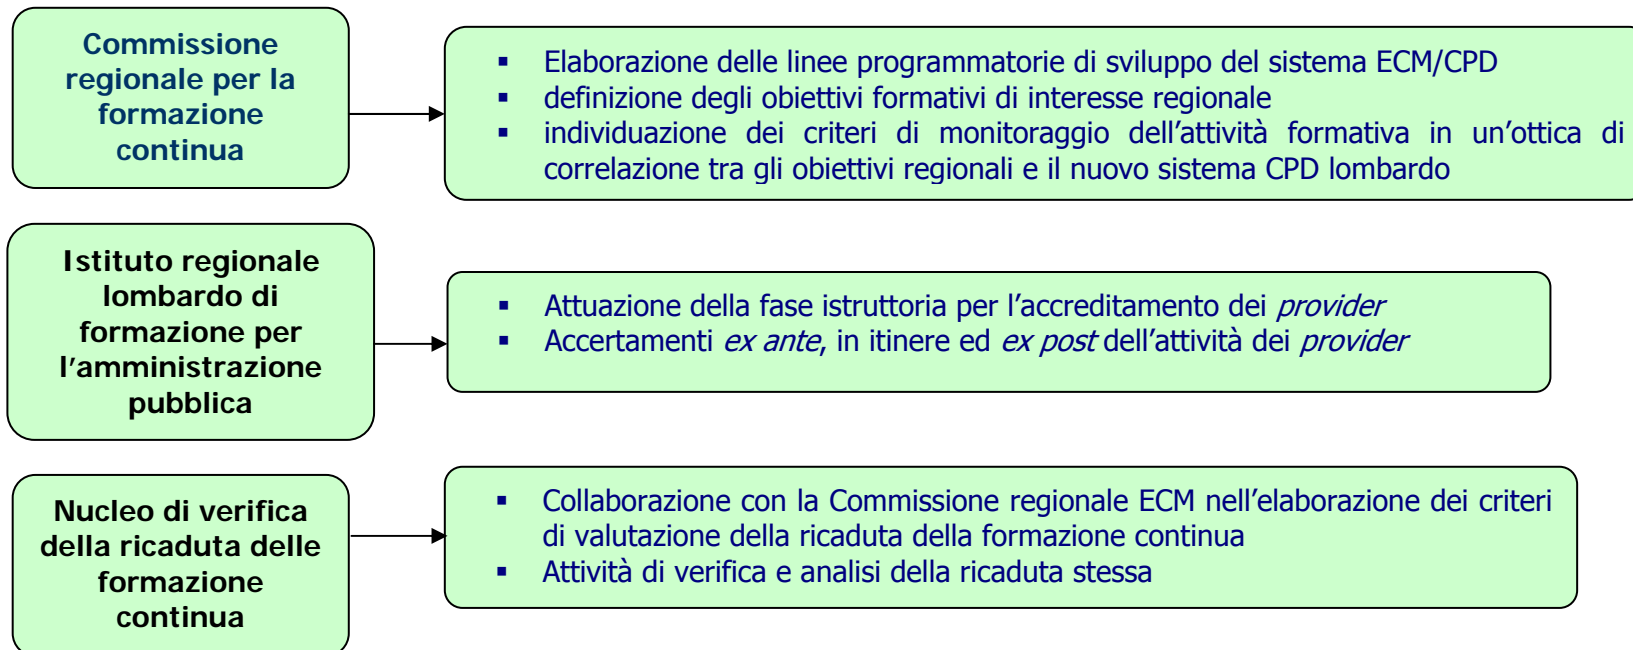 Commissione
regionale per la
formazione
continua
▪ Elaborazione delle linee programmatorie di sviluppo del sistema ECM/CPD
▪ definizione degli obiettivi formativi di interesse regionale
▪ individuazione dei criteri di monitoraggio dell’attività formativa in un’ottica di
correlazione tra gli obiettivi regionali e il nuovo sistema CPD lombardo
Istituto regionale
lombardo di
formazione per
l’amministrazione
pubblica
▪ Attuazione della fase istruttoria per l’accreditamento dei provider
▪ Accertamenti ex ante, in itinere ed ex post dell’attività dei provider
Nucleo di verifica
della ricaduta delle
formazione
continua
▪ Collaborazione con la Commissione regionale ECM nell’elaborazione dei criteri
di valutazione della ricaduta della formazione continua
▪ Attività di verifica e analisi della ricaduta stessa